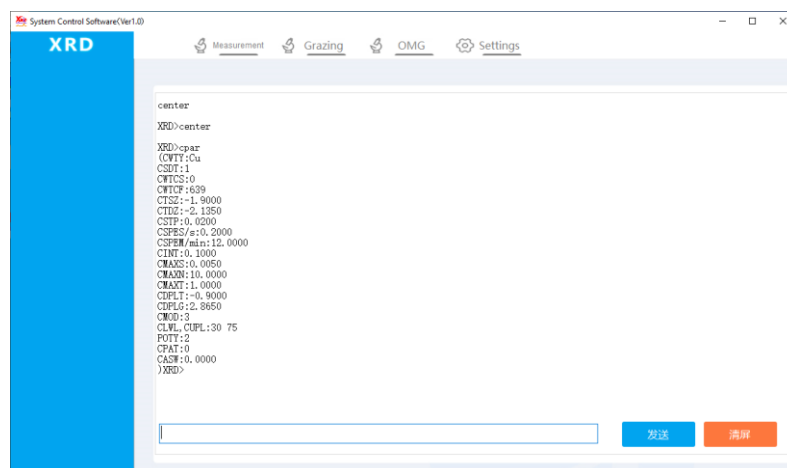 System Control Software(Ver1.0)
XRD
Measurement
Grazing
OMG
Settings
center
XRD>center
XRD>cpar
(CWTY:Cu
CSDT:1
CWTCS:0
CWTCF:639
CTSZ:-1.9000
CTDZ:-2.1350
CSTP:0.0200
CSPES/s:0.2000
CSPEM/min:12.0000
CINT:0.1000
CMAXS:0.0050
CMAXN:10.0000
CMAXT:1.0000
CDPLT:-0.9000
CDPLG:2.8650
CMOD:3
CLWL,CUPL:30 75
POTY:2
CPAT:0
CASW:0.0000
)XRD>
发送
清屏